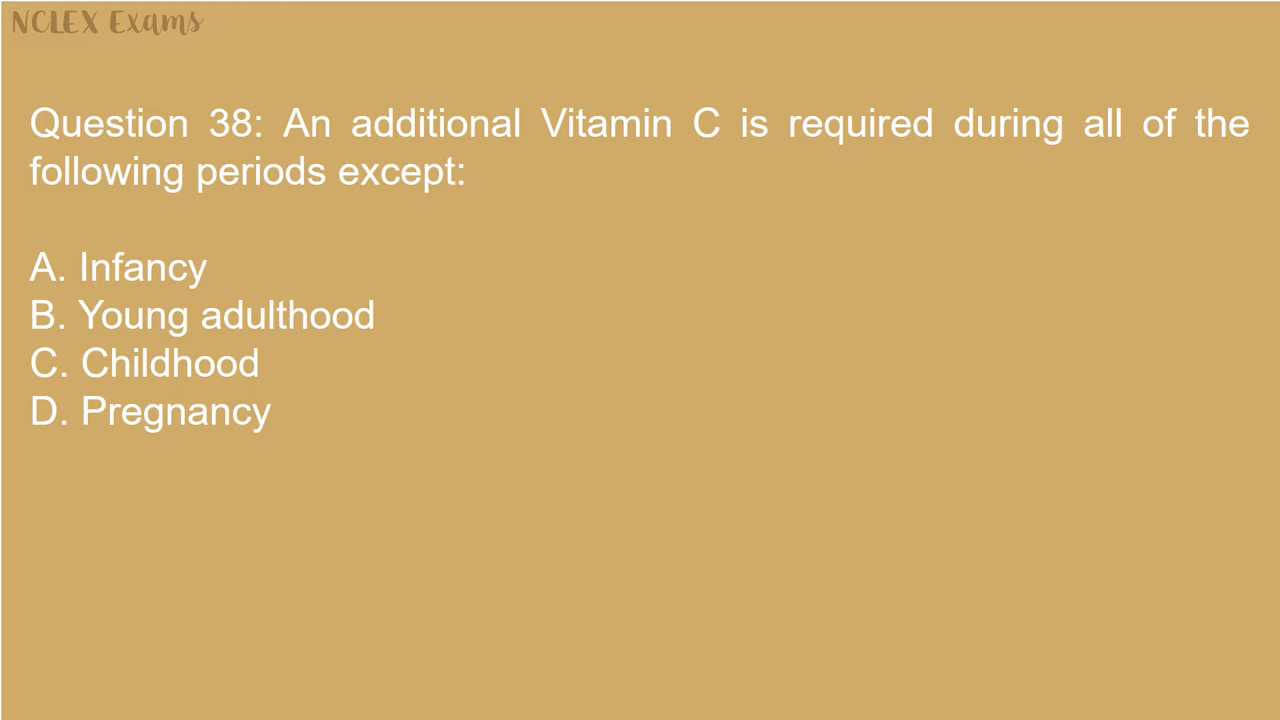 NCLEX Exams
Question 38: An additional Vitamin C is required during all of the
following periods except:
A. Infancy
B. Young adulthood
C. Childhood
D. Pregnancy